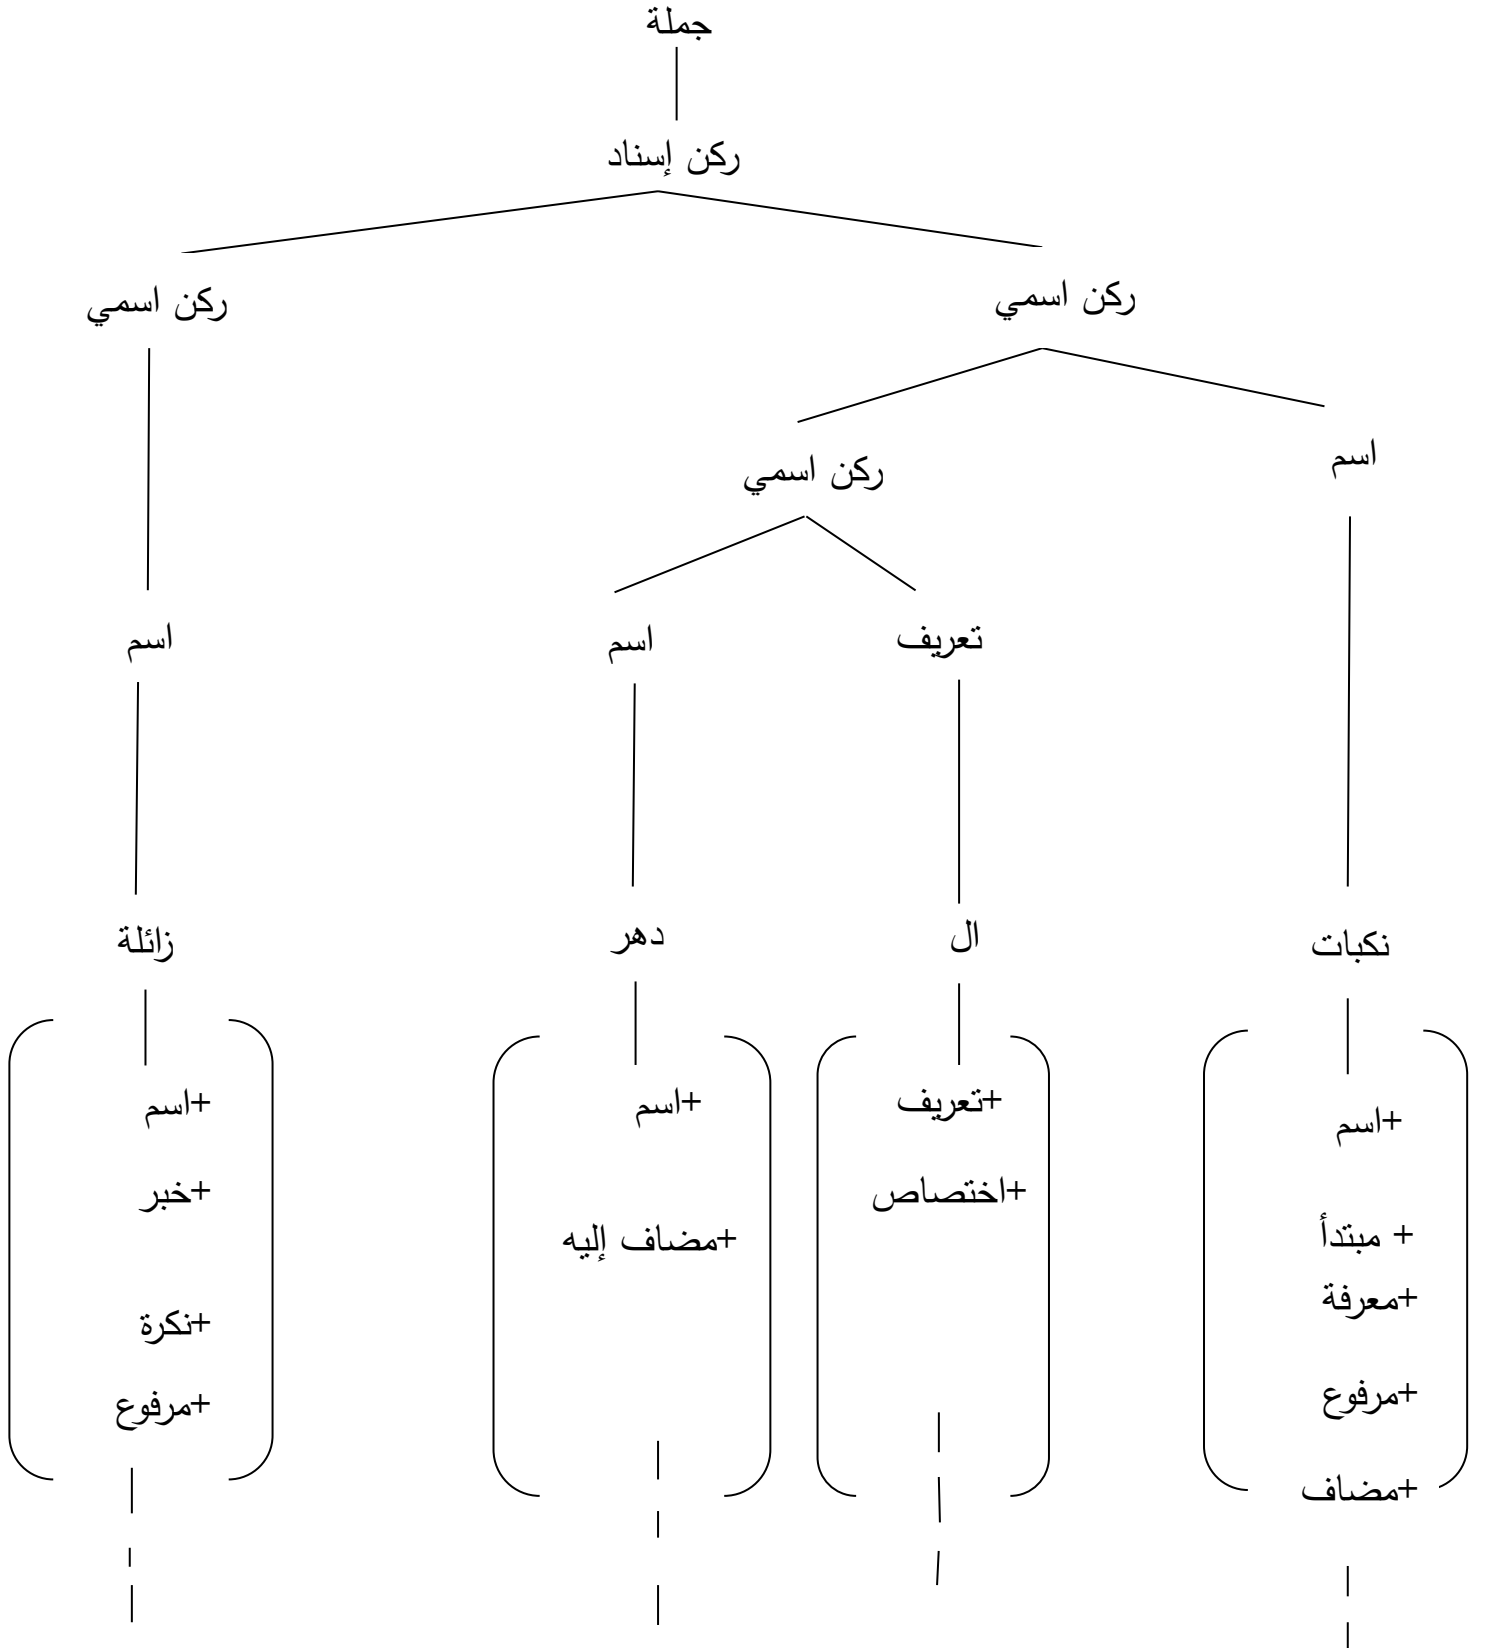 جملة
ركن إسناد
ركن اسمي
ركن اسمي
اسم
ركن اسمي
تعريف
اسم
اسم
نكبات
ال
دهر
زائلة
+اسم
+ مبتدأ
+معرفة
+مرفوع
+مضاف
+تعريف
+اختصاص
+اسم
+مضاف إليه
+اسم
+خبر
+نكرة
+مرفوع